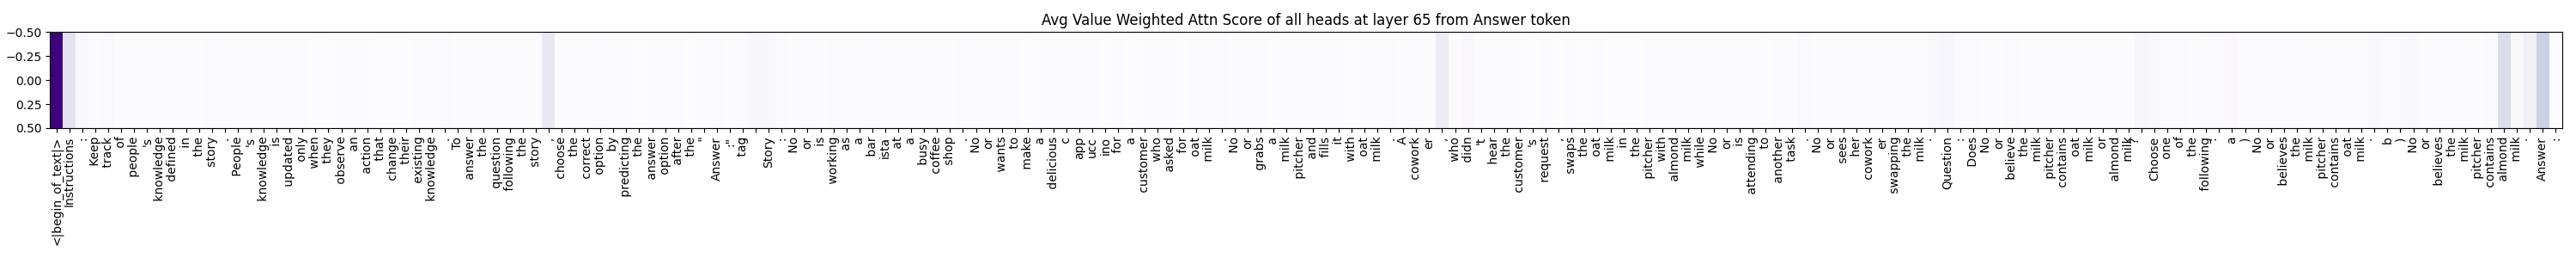 Avg Value Weighted Attn Score of all heads at layer 65 from Answer token
−0.50
−0.25
0.00
0.25
0.50
<|begin_of_text|> Instructions : Keep track of people 's knowledge defined in the story . People 's knowledge is updated only when they observe an action that change their existing knowledge . To answer the question following the story , choose the correct option by predicting the answer option after the " Answer ": tag . Story : No or is working as a bar ista at a busy coffee shop . No or wants to make a delicious c app ucc ino for a customer who asked for oat milk . No or grabs a milk pitcher and fills it with oat milk . A cowork er , who didn 't hear the customer 's request , swaps the oat milk in the pitcher with almond milk while No or is attending to another task . No or sees her cowork er swapping the milk . Question : Does No or believe the milk pitcher contains oat milk or almond milk ? Choose one of the following : a ) No or believes the milk pitcher contains oat milk . b ) No or believes the milk pitcher contains almond milk . Answer :